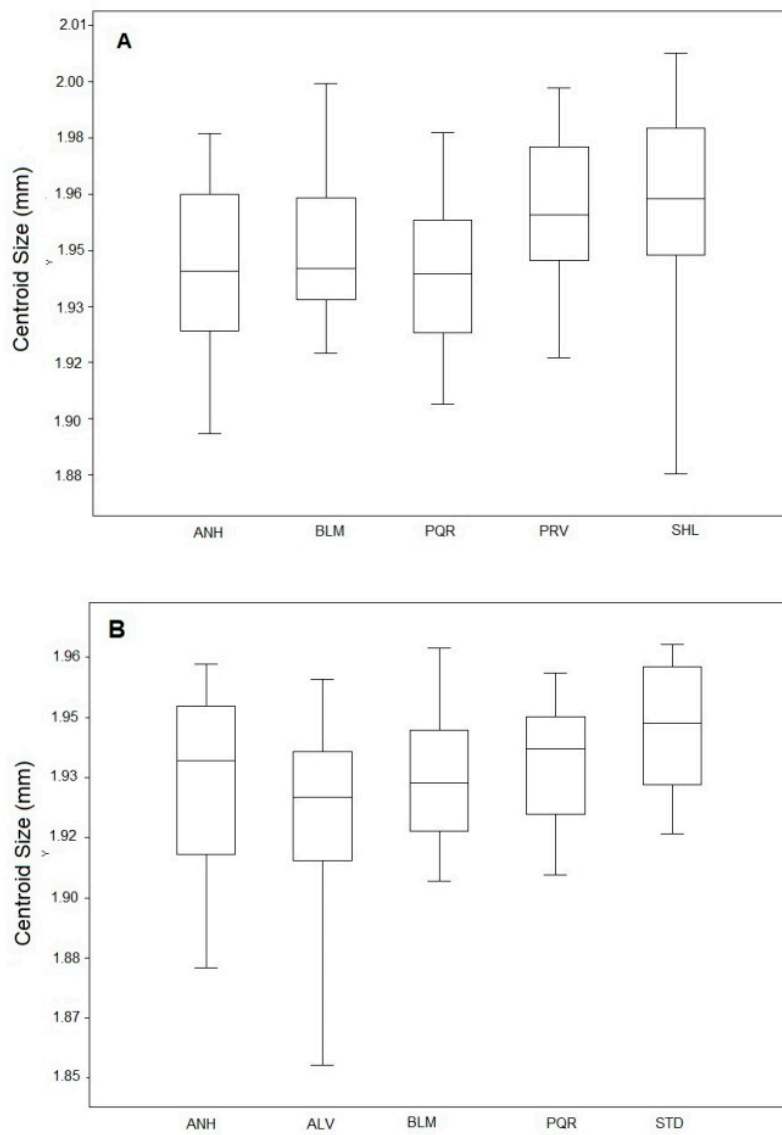 A
2.01
2.00
1.98
1.96
1.95
1.93
1.92
1.90
1.88
Centroid Size (mm)
Y
ANH BLM PQR PRV SHL
B
1.96
1.95
1.93
1.92
1.90
1.88
1.87
1.85
Centroid Size (mm)
Y
ANH ALV BLM PQR STD